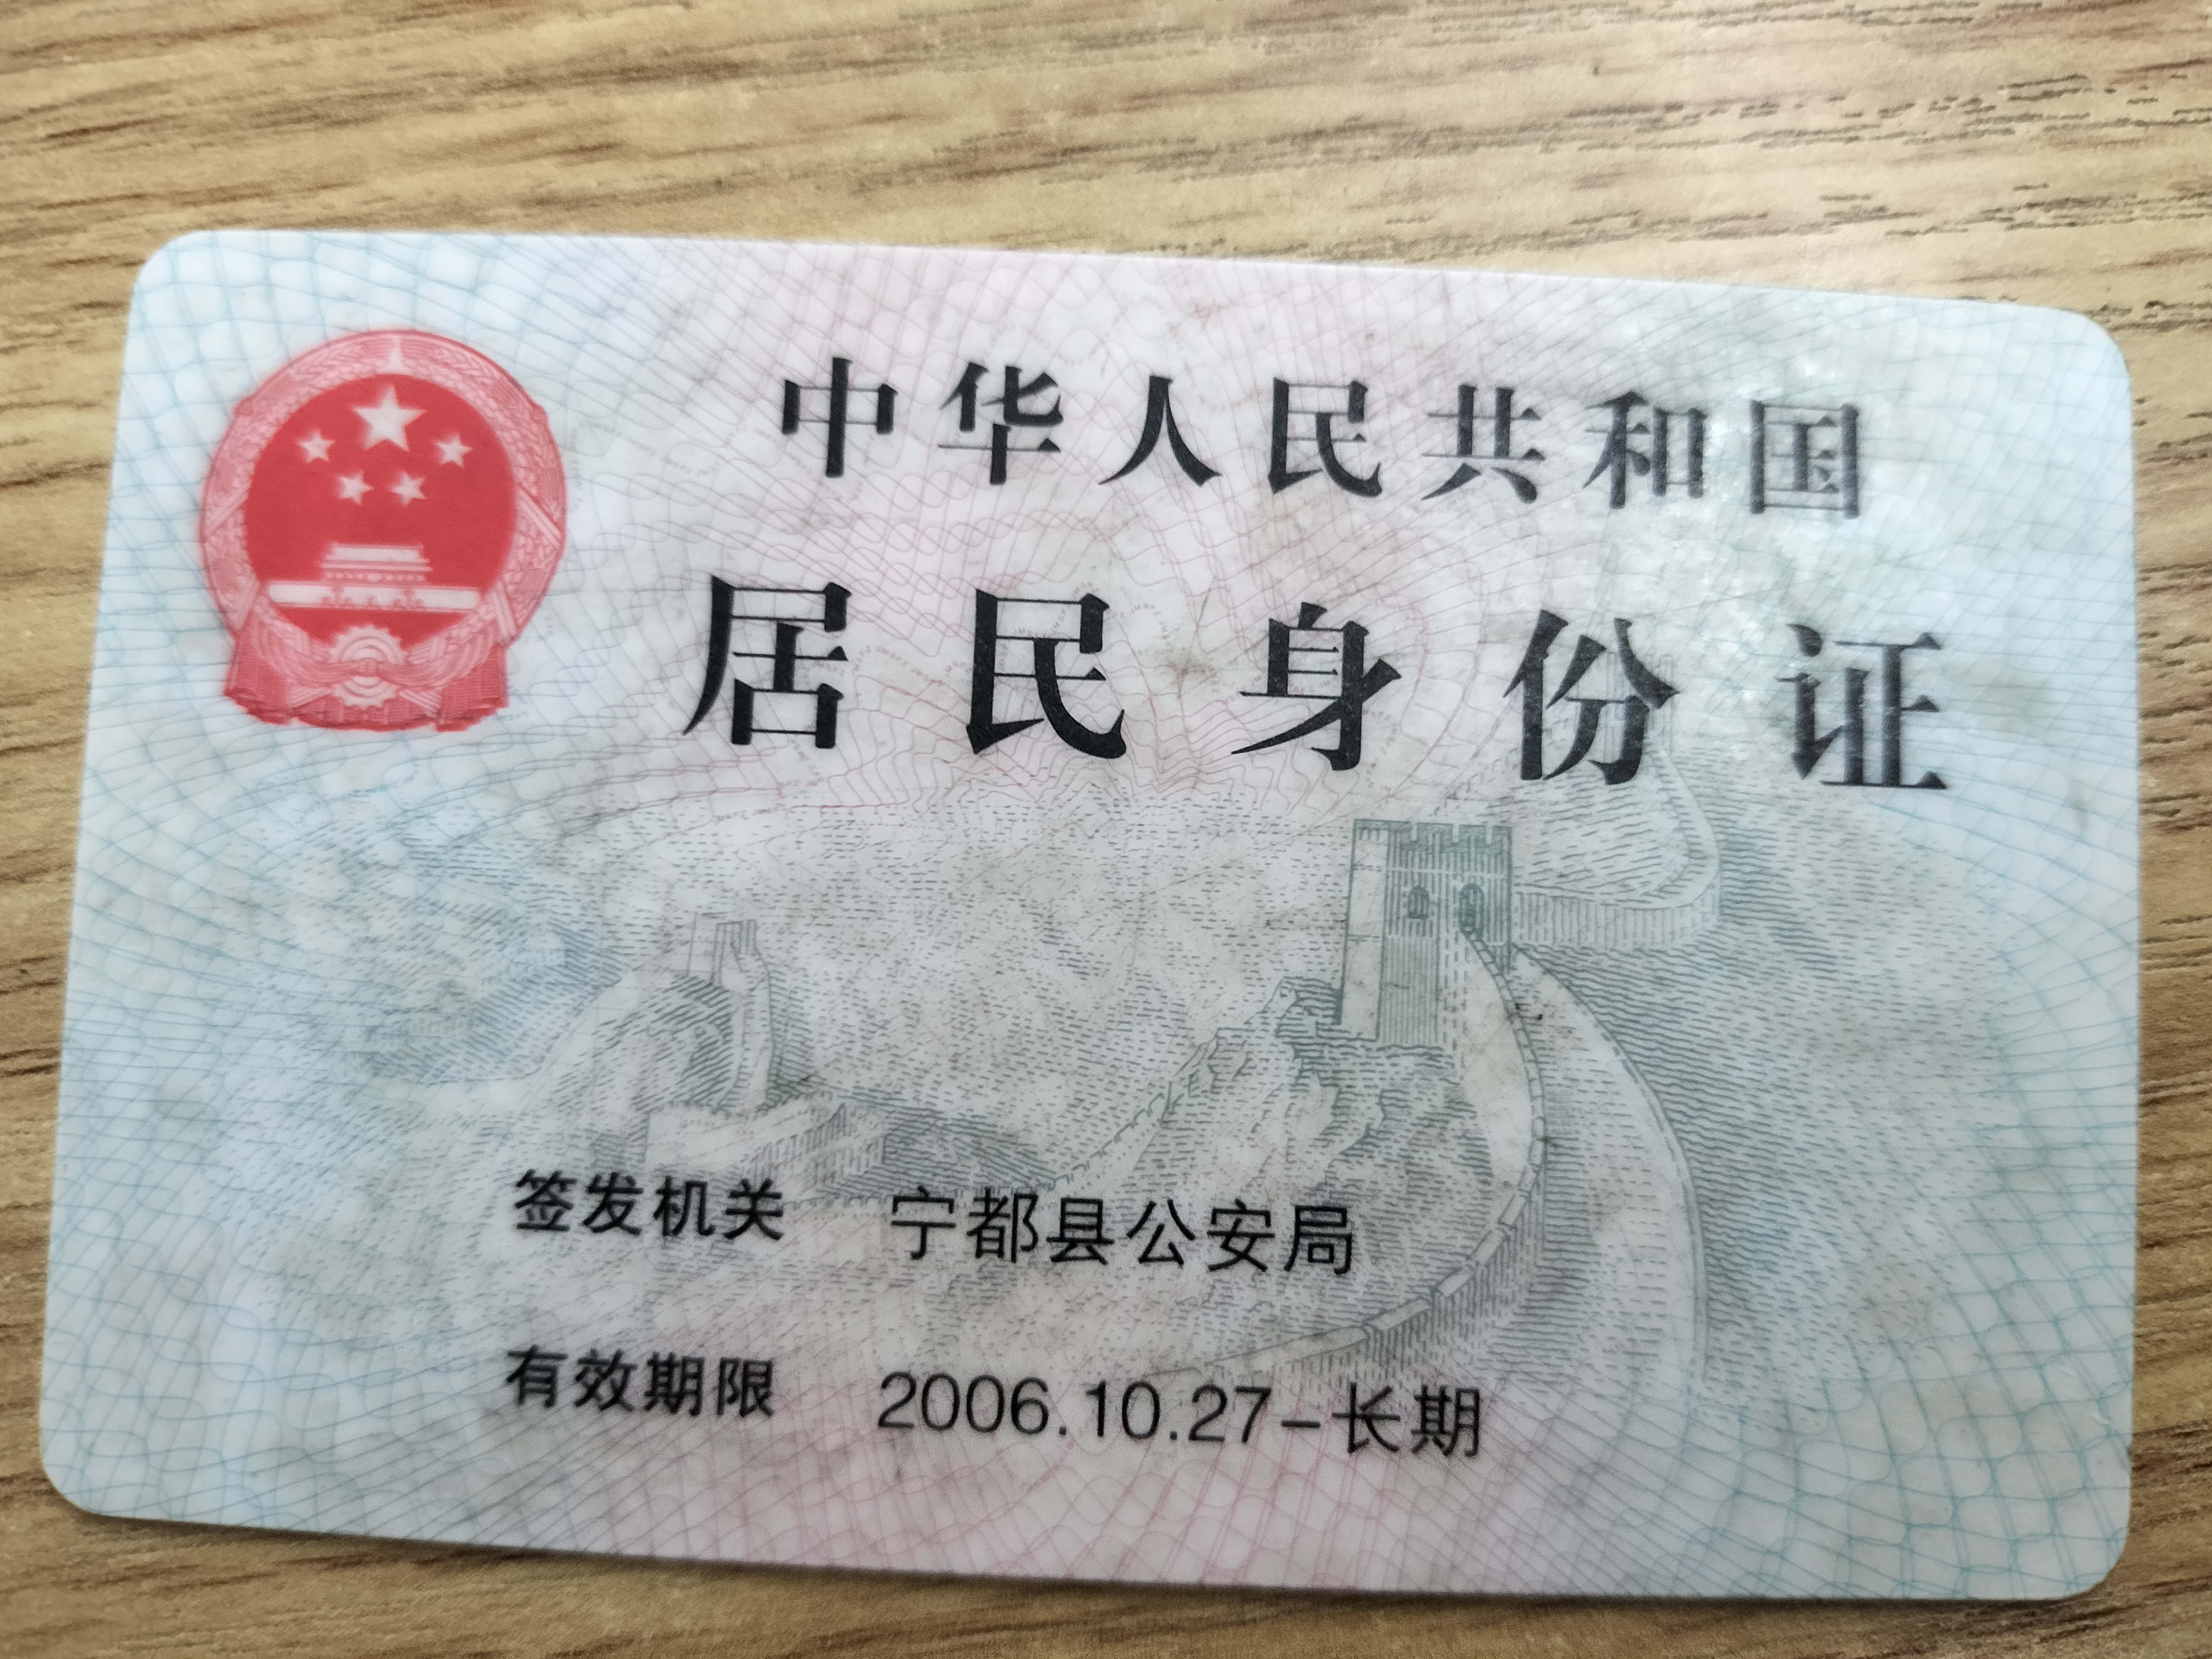 中华人民共和国
居民身份证
签发机关 宁都县公安局
有效期限 2006.10.27-长期